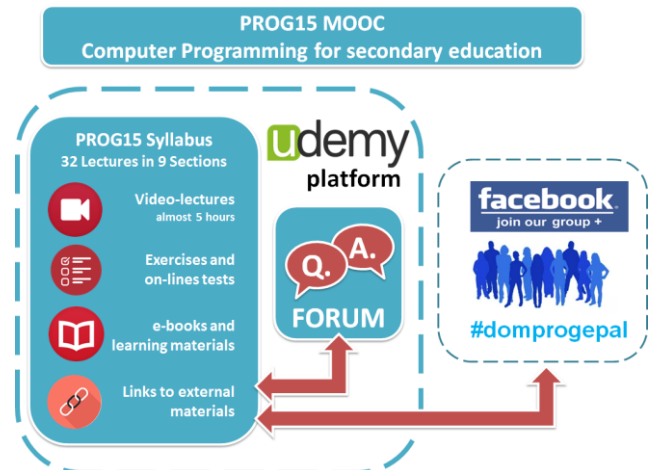 PROG15 MOOC
Computer Programming for secondary education
PROG15 Syllabus
32 Lectures in 9 Sections
Video-lectures
almost 5 hours
Exercises and
on-lines tests
e-books and
learning materials
Links to external
materials
udemy
platform
Q. A.
FORUM
facebook
join our group +
#domprogepal